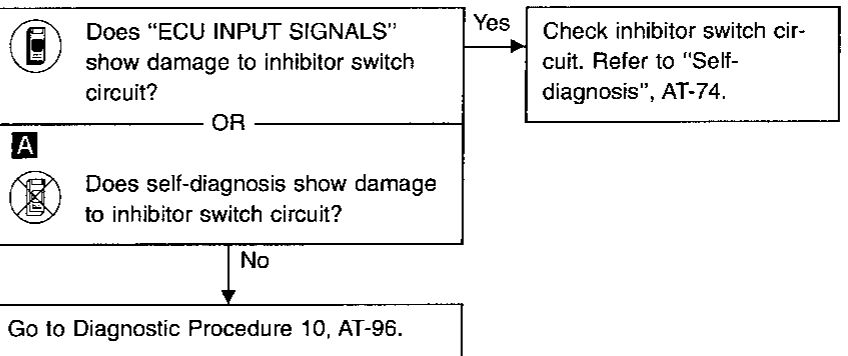 Does “ECU INPUT SIGNALS”
show damage to inhibitor switch
circuit?
Yes
Check inhibitor switch cir-
cuit. Refer to “Self-
diagnosis”, AT-74.
OR
A
Does self-diagnosis show damage
to inhibitor switch circuit?
No
Go to Diagnostic Procedure 10, AT-96.